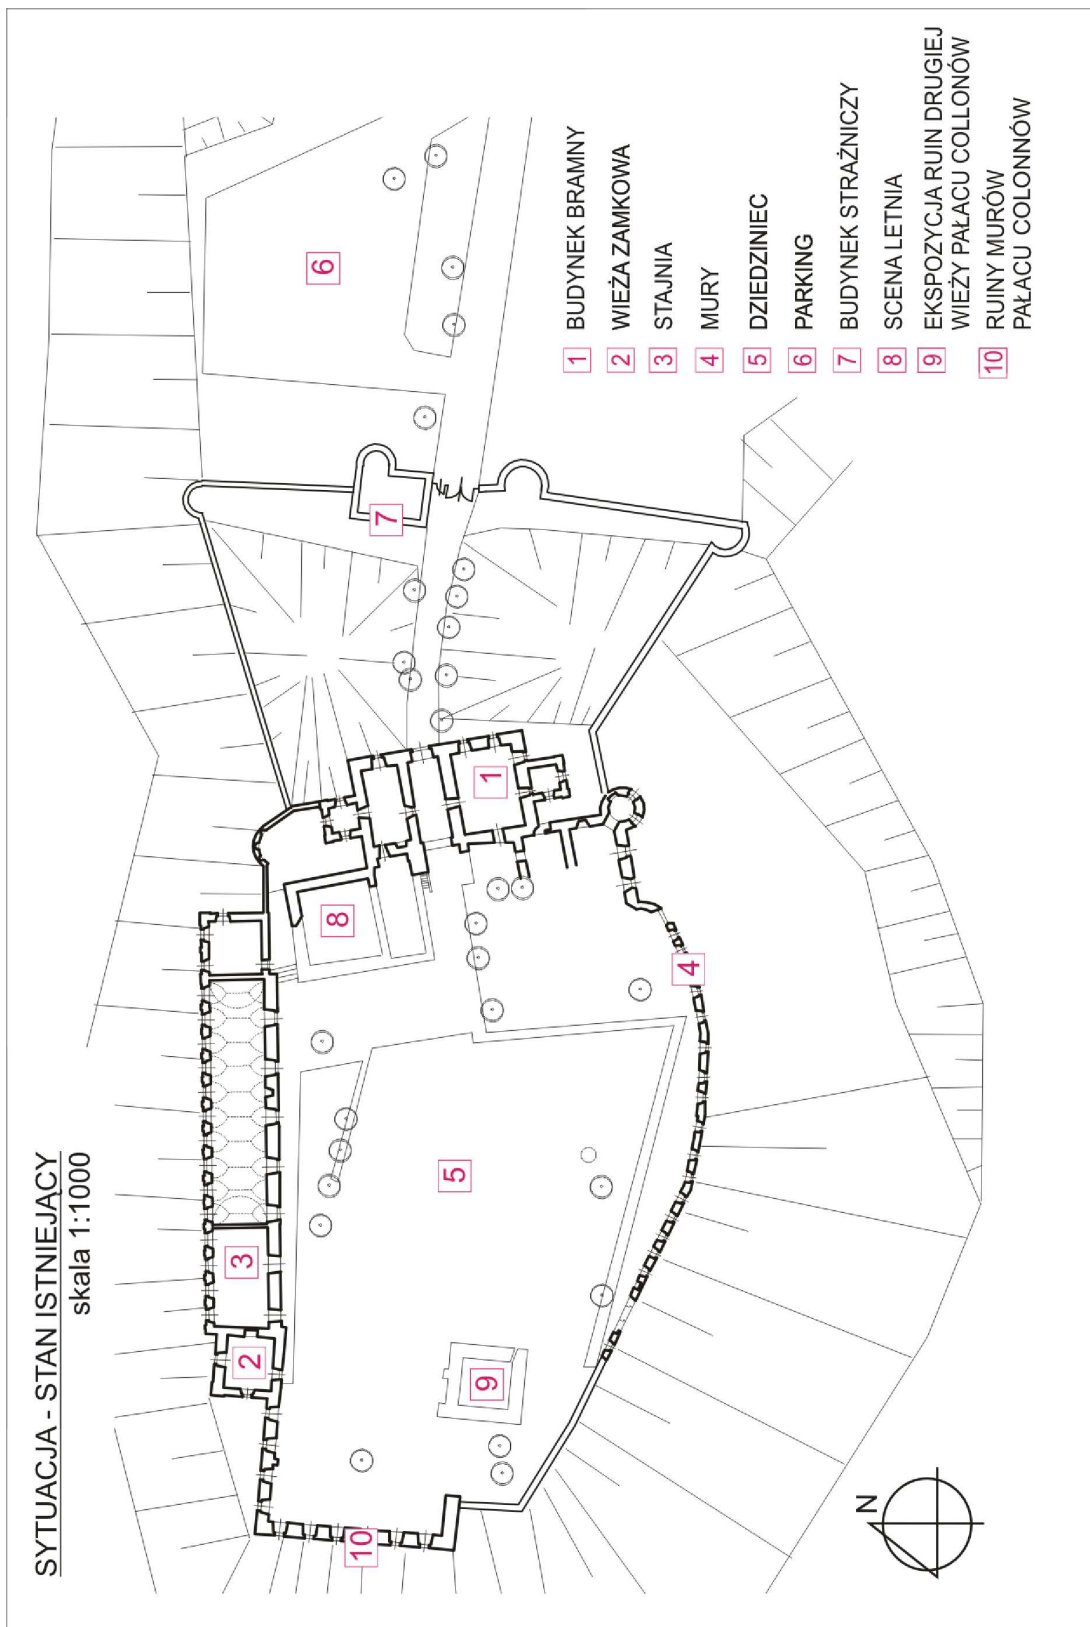 SYTUACJA - STAN ISTNIEJĄCY
skala 1:1000
6
7
1
8
4
3
5
2
9
10
N
1 BUDYNEK BRAMNY
2 WIEŻA ZAMKOWA
3 STAJNIA
4 MURY
5 DZIEDZINIEC
6 PARKING
7 BUDYNEK STRAŻNICZY
8 SCENA LETNIA
9 EKSPOZYCJA RUIN DRUGIEJ
WIEŻY PAŁACU COLLONÓW
10 RUINY MURÓW
PAŁACU COLONNÓW